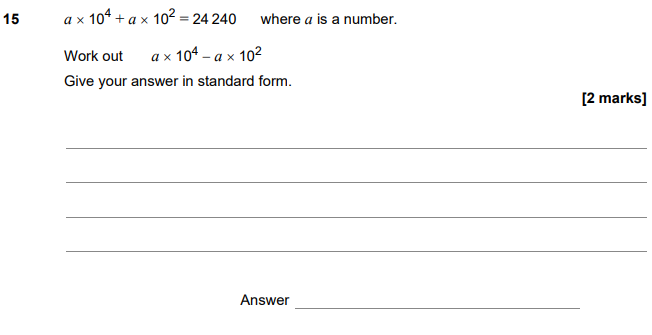 15 a × 10⁴ + a × 10² = 24 240 where a is a number.
Work out a × 10⁴ – a × 10²
Give your answer in standard form.
[2 marks]
Answer